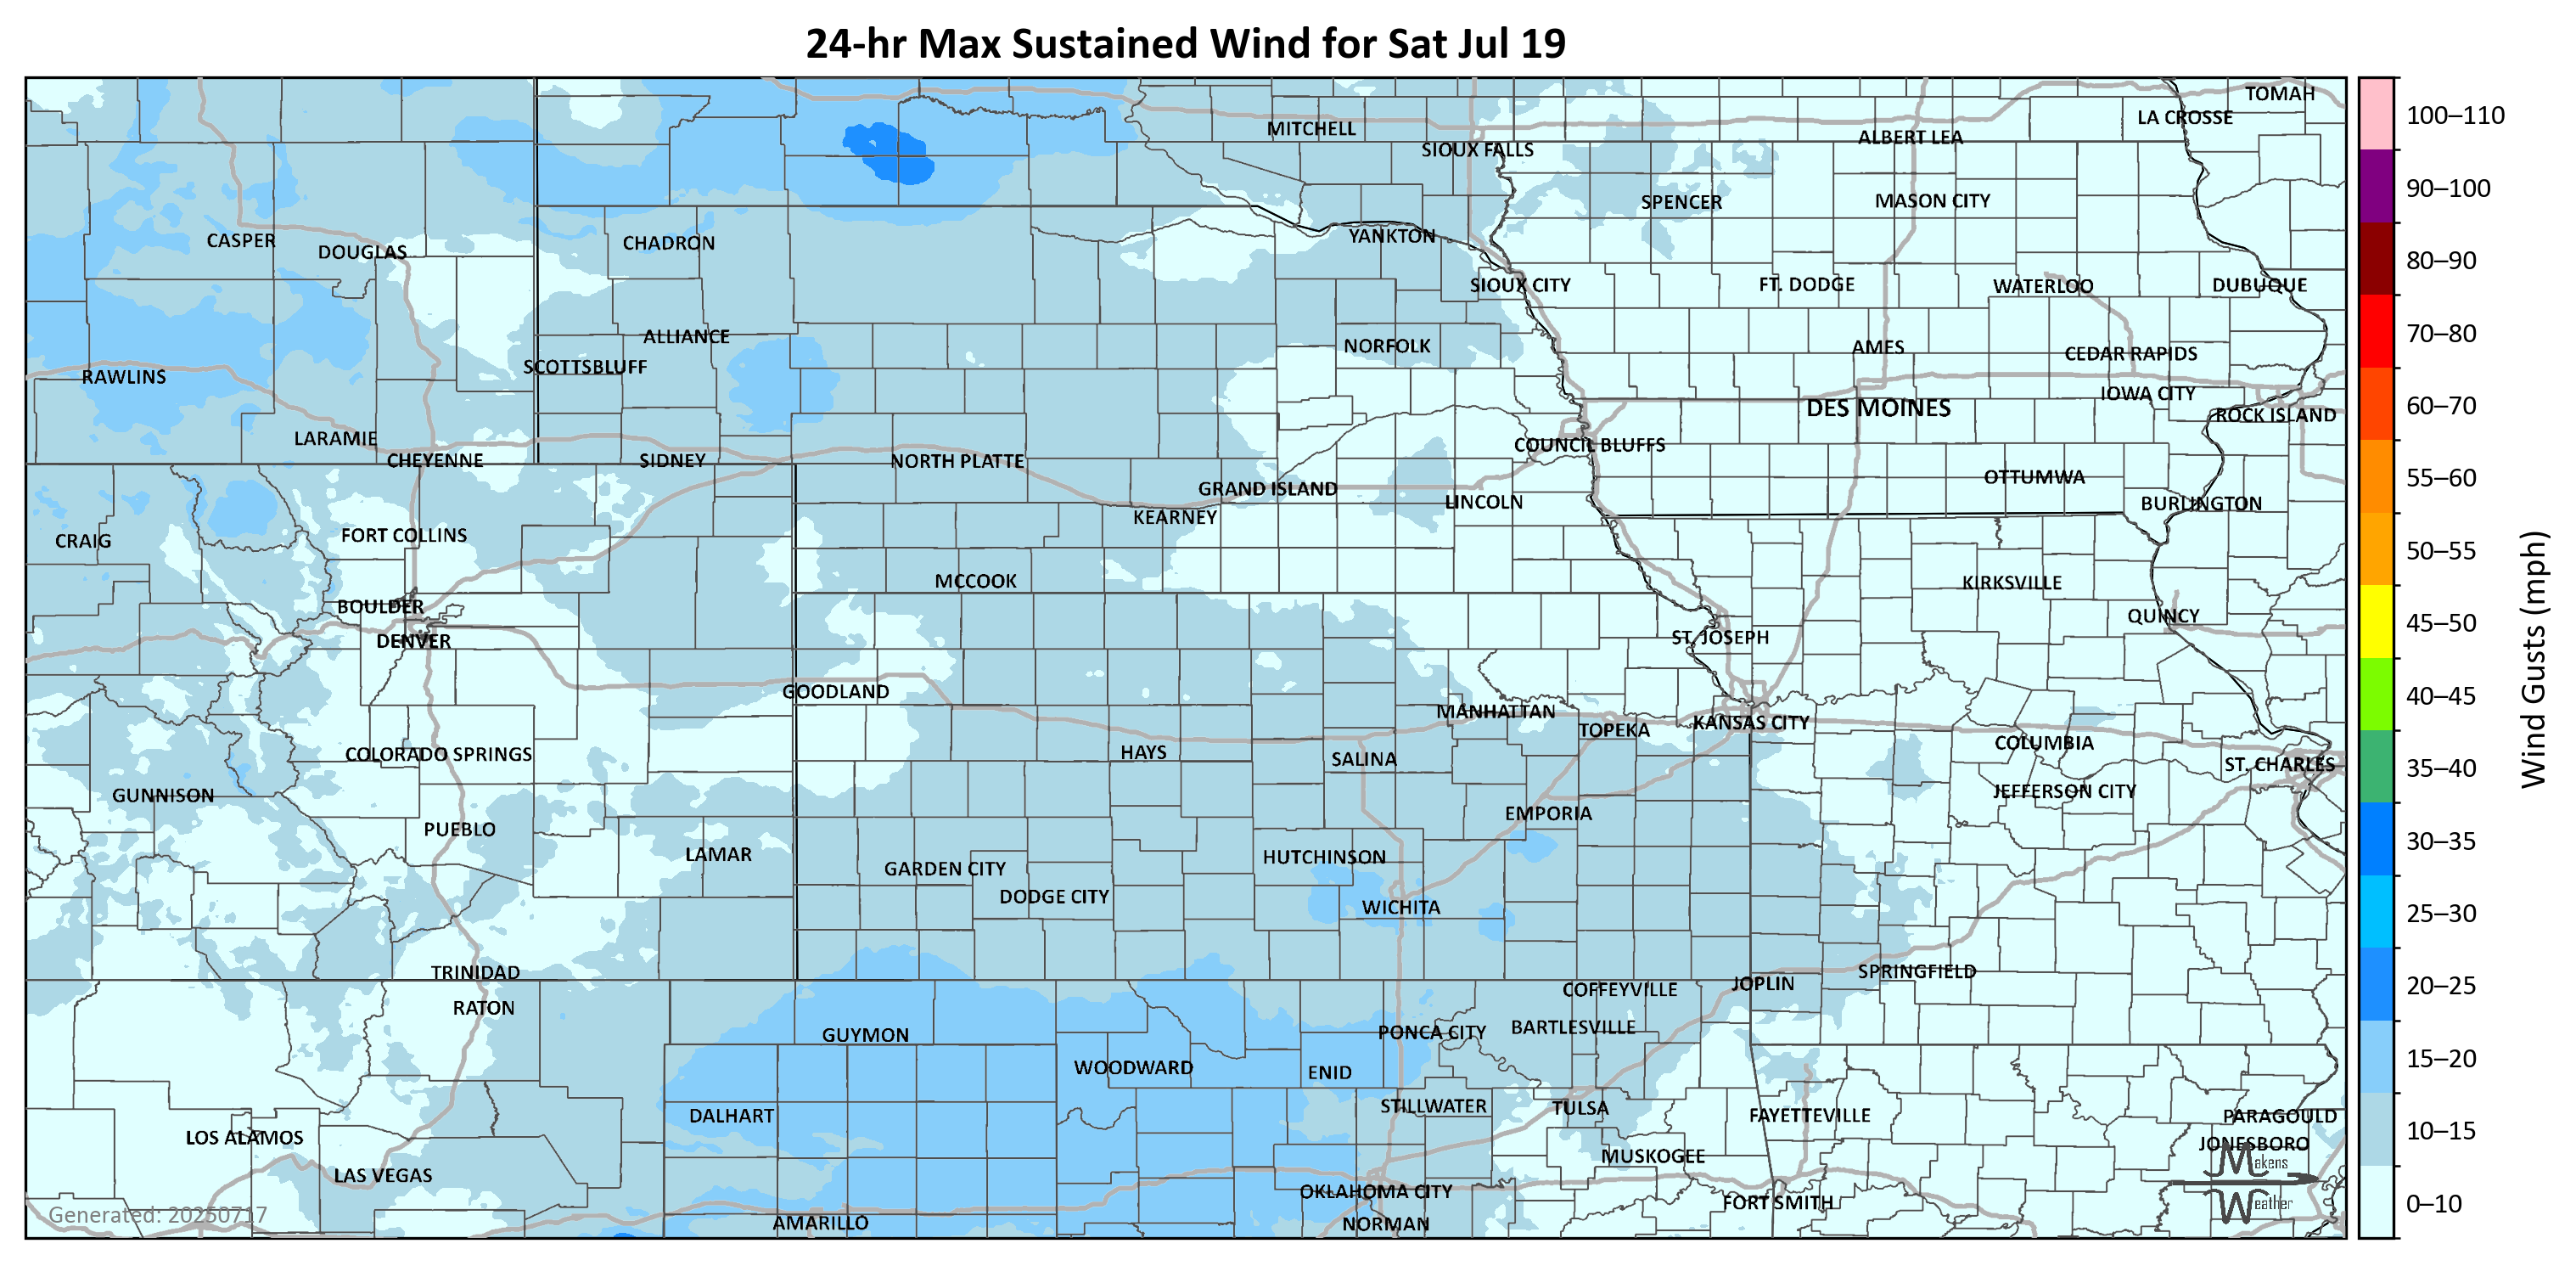 24-hr Max Sustained Wind for Sat Jul 19
TOMAH
LA CROSSE
MITCHELL
ALBERT LEA
SIOUX FALLS
SPENCER
MASON CITY
CASPER
DOUGLAS
CHADRON
YANKTON
SIOUX CITY
FT. DODGE
WATERLOO
DUBUQUE
ALLIANCE
NORFOLK
AMES
CEDAR RAPIDS
SCOTTSBLUFF
RAWLINS
IOWA CITY
DES MOINES
ROCK ISLAND
LARAMIE
COUNCIL BLUFFS
CHEYENNE
SIDNEY
NORTH PLATTE
OTTUMWA
GRAND ISLAND
LINCOLN
BURLINGTON
KEARNEY
CRAIG
FORT COLLINS
MCCOOK
KIRKSVILLE
BOULDER
QUINCY
DENVER
ST. JOSEPH
GOODLAND
MANHATTAN
TOPEKA
KANSAS CITY
COLORADO SPRINGS
HAYS
SALINA
COLUMBIA
ST. CHARLES
GUNNISON
JEFFERSON CITY
PUEBLO
EMPORIA
LAMAR
HUTCHINSON
GARDEN CITY
DODGE CITY
WICHITA
TRINIDAD
SPRINGFIELD
JOPLIN
COFFEYVILLE
RATON
GUYMON
PONCA CITY
BARTLESVILLE
WOODWARD
ENID
DALHART
STILLWATER
TULSA
FAYETTEVILLE
PARAGOULD
LOS ALAMOS
JONESBORO
MUSKOGEE
LAS VEGAS
OKLAHOMA CITY
FORT SMITH
AMARILLO
NORMAN
Generated: 20250717
Makens
Weather
100–110
90–100
80–90
70–80
60–70
55–60
50–55
45–50
40–45
35–40
30–35
25–30
20–25
15–20
10–15
0–10
Wind Gusts (mph)